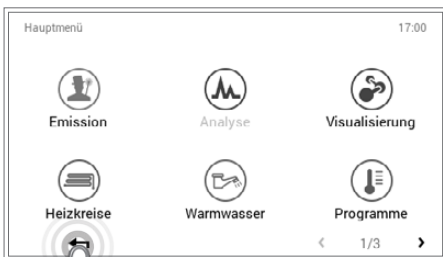 Hauptmenü 17:00
Emission Analyse Visualisierung
Heizkreise Warmwasser Programme
< 1/3 >